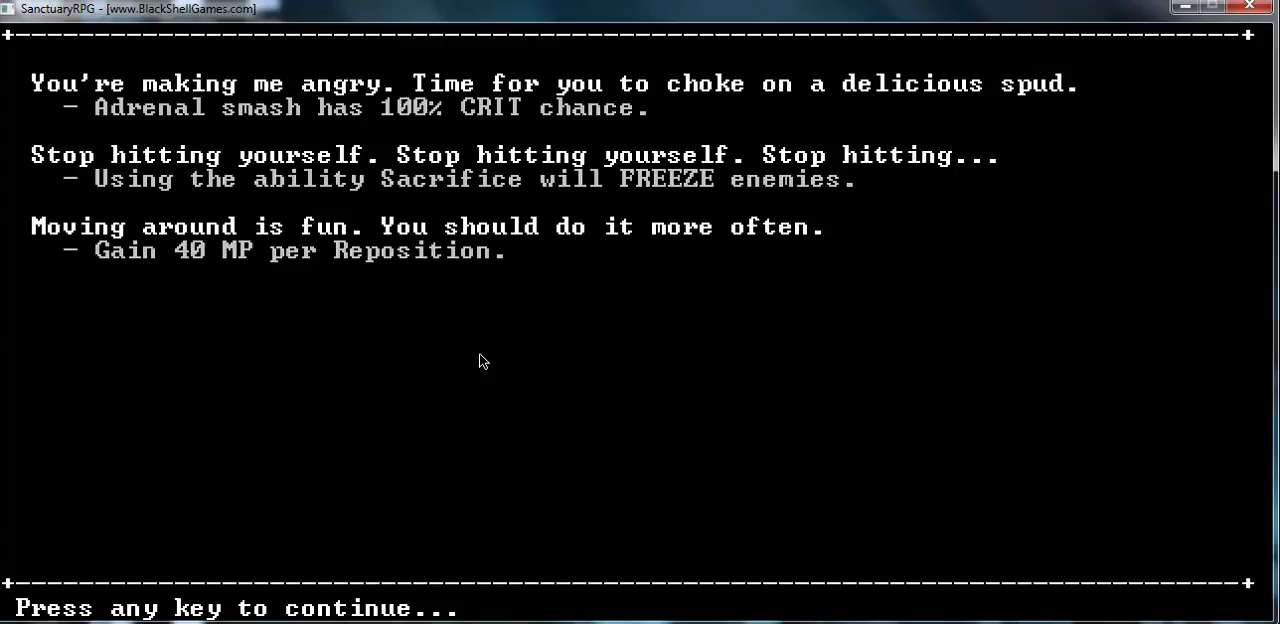 SanctuaryRPG - [www.BlackShellGames.com]
You're making me angry. Time for you to choke on a delicious spud.
- Adrenal smash has 100% CRIT chance.
Stop hitting yourself. Stop hitting yourself. Stop hitting...
- Using the ability Sacrifice will FREEZE enemies.
Moving around is fun. You should do it more often.
- Gain 40 MP per Reposition.
Press any key to continue...